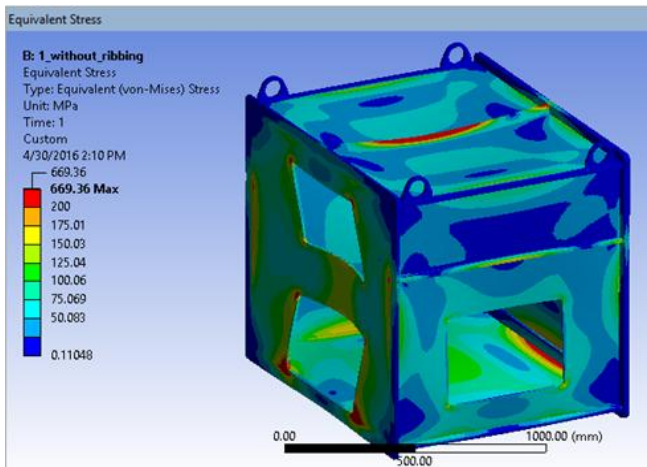 Equivalent Stress
B: 1_without_ribbing
Equivalent Stress
Type: Equivalent (von-Mises) Stress
Unit: MPa
Time: 1
Custom
4/30/2016 2:10 PM
669.36
669.36 Max
200
175.01
150.03
125.04
100.06
75.069
50.083
0.11048
0.00
1000.00 (mm)
500.00